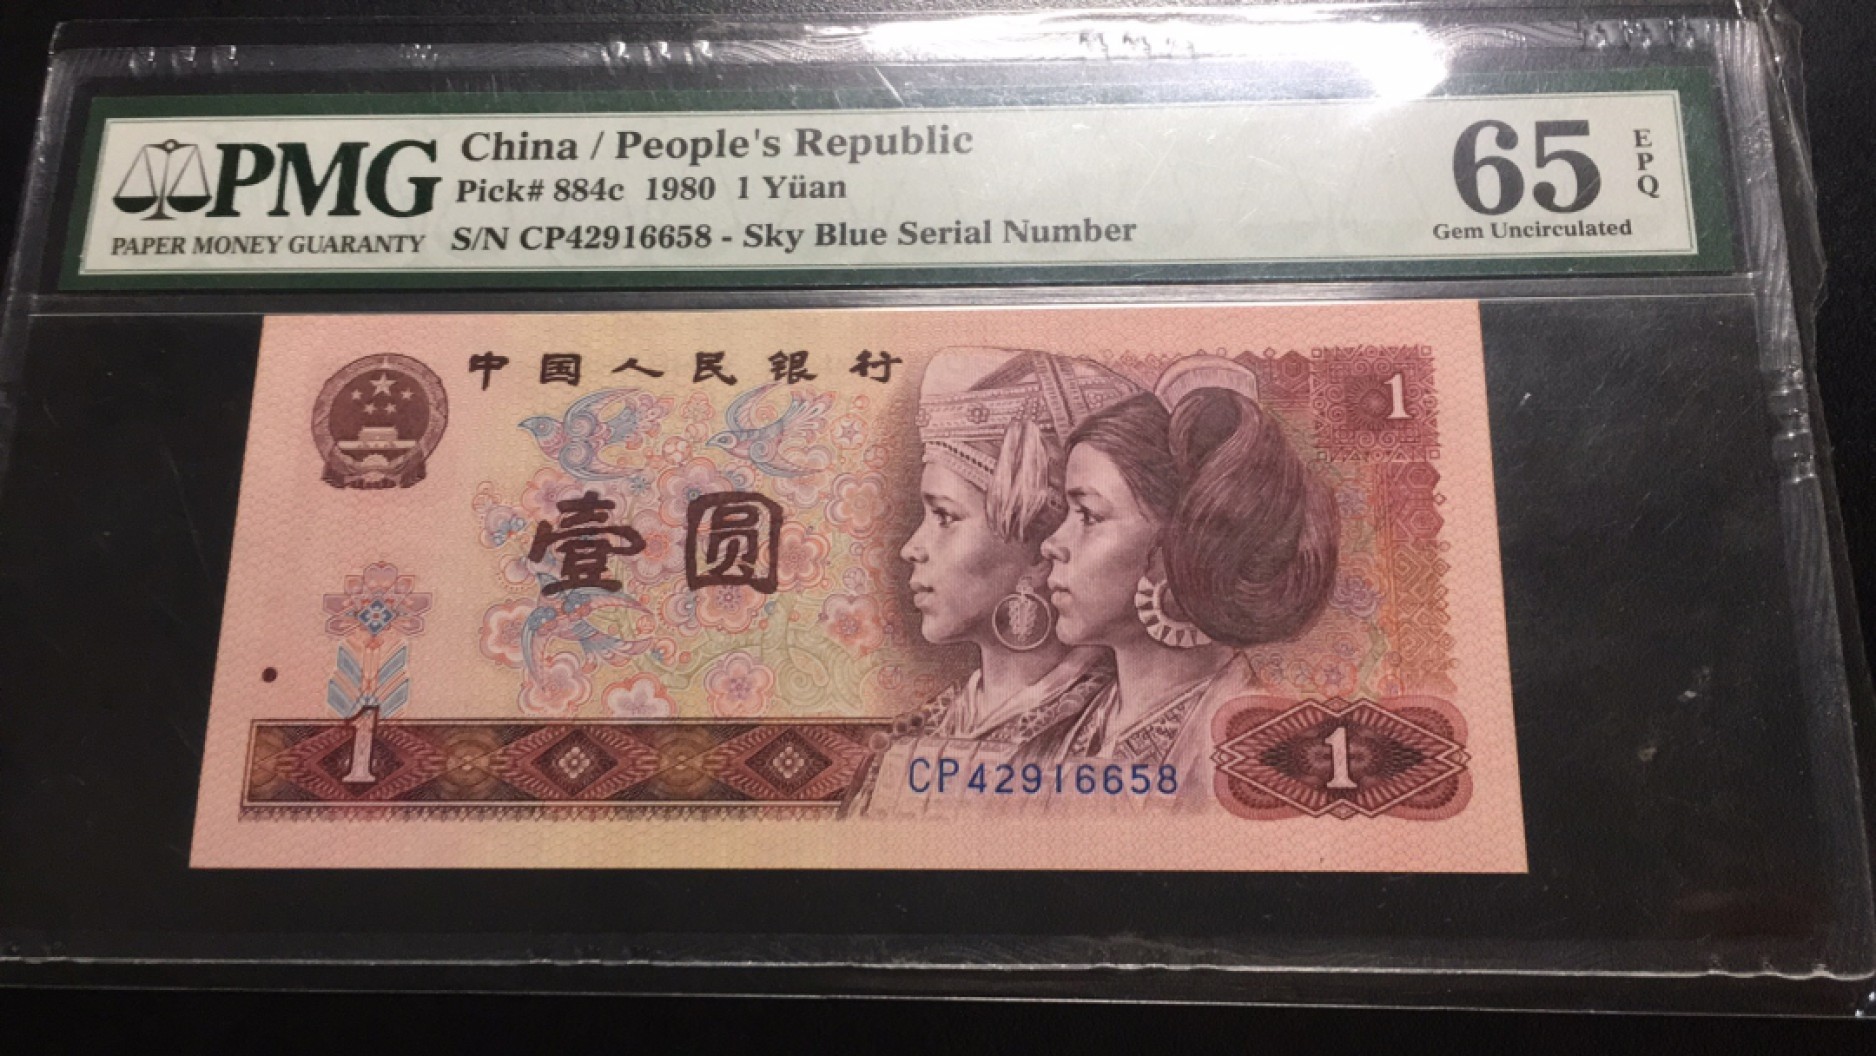 PMG
PAPER MONEY GUARANTY
China / People's Republic
Pick# 884c 1980 1 Yüan
S/N CP42916658 - Sky Blue Serial Number
65
EPQ
Gem Uncirculated
中国人民银行
1
壹圆
1
CP42916658
1